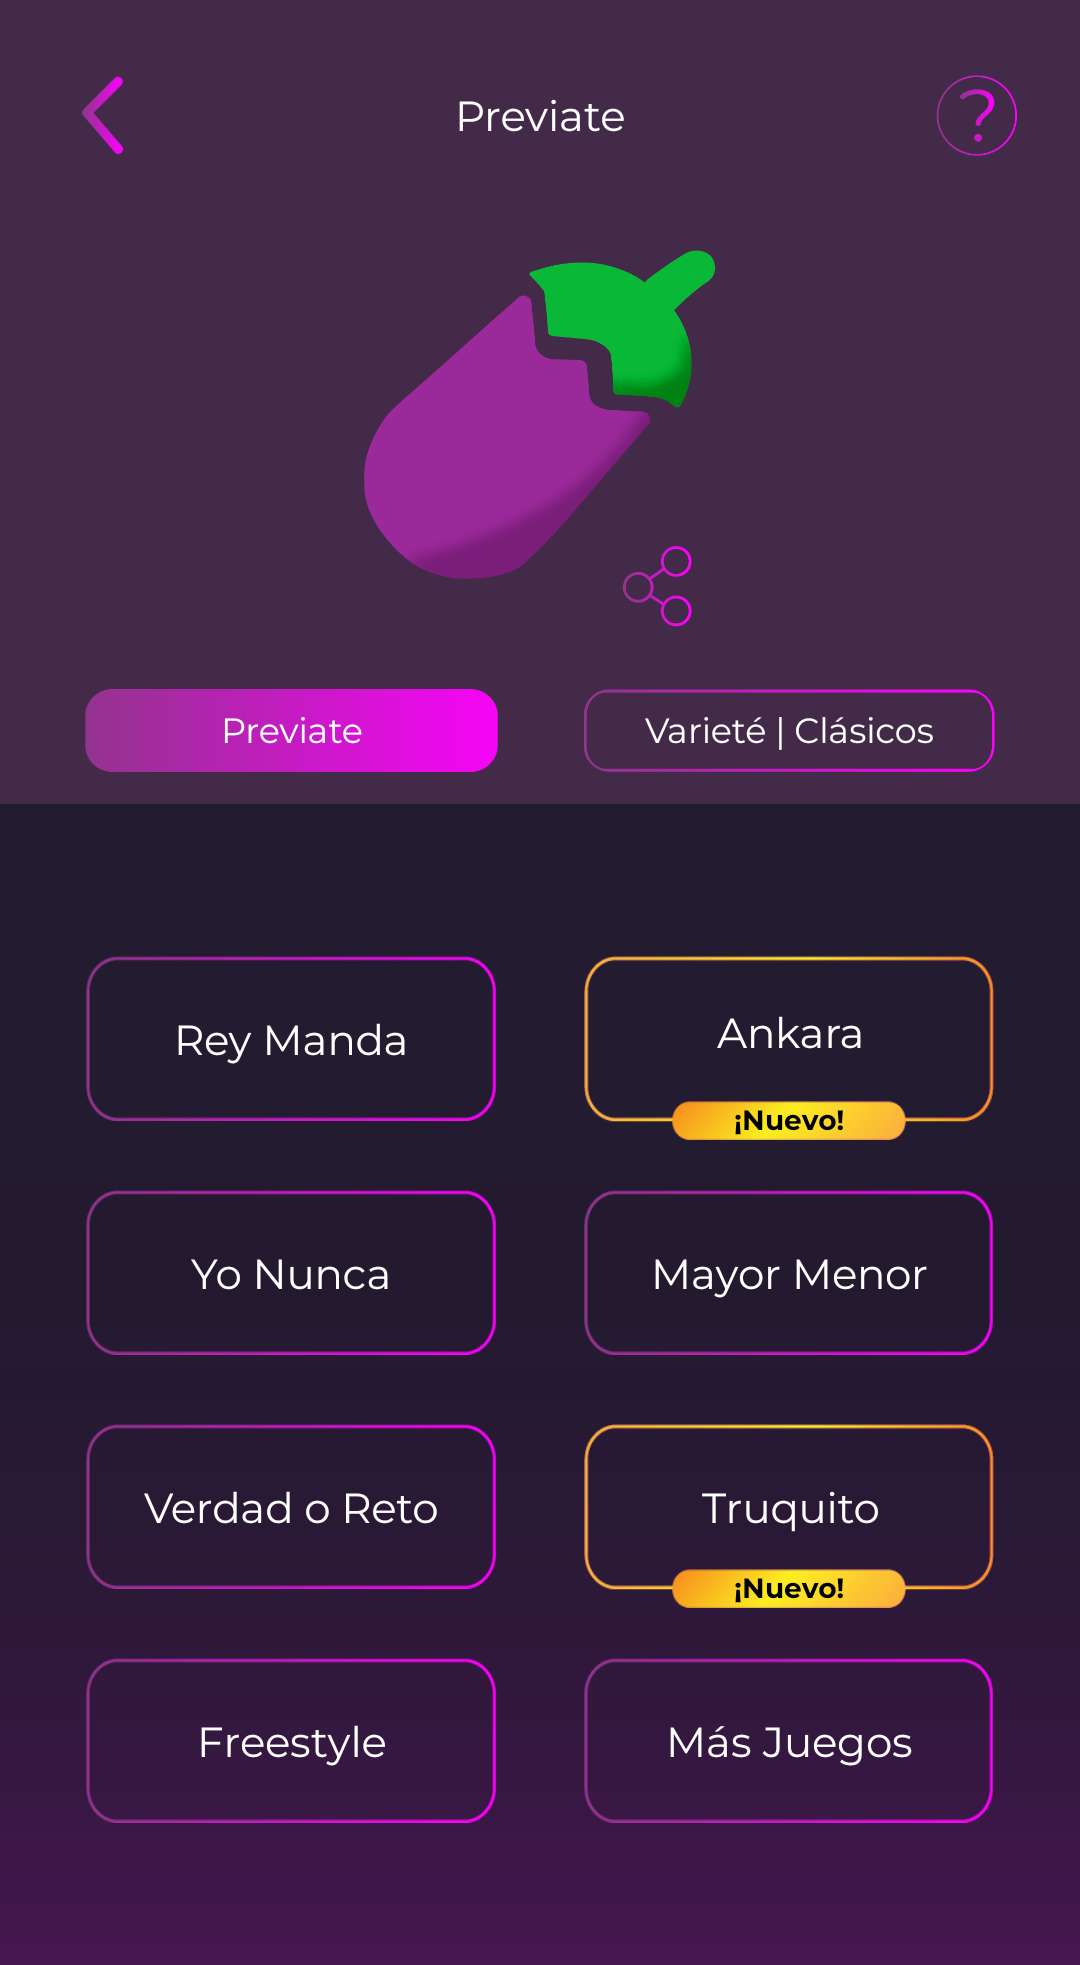 Previate
?
Previate
Varieté | Clásicos
Rey Manda
Ankara
¡Nuevo!
Yo Nunca
Mayor Menor
Verdad o Reto
Truquito
¡Nuevo!
Freestyle
Más Juegos